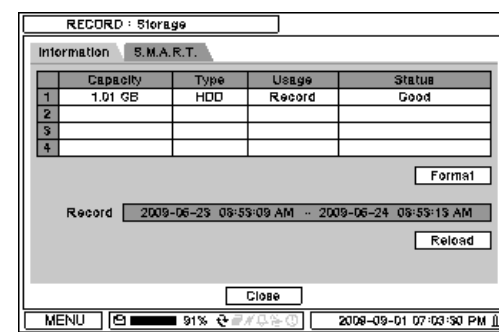 RECORD : Storage
Information S.M.A.R.T.
Capacity Type Usage Status
1 1.01 GB HDD Record Good
2
3
4
Format
Record 2009-06-23 08:53:09 AM ~ 2009-06-24 08:53:13 AM
Reload
Close
MENU 91% 2009-09-01 07:03:30 PM